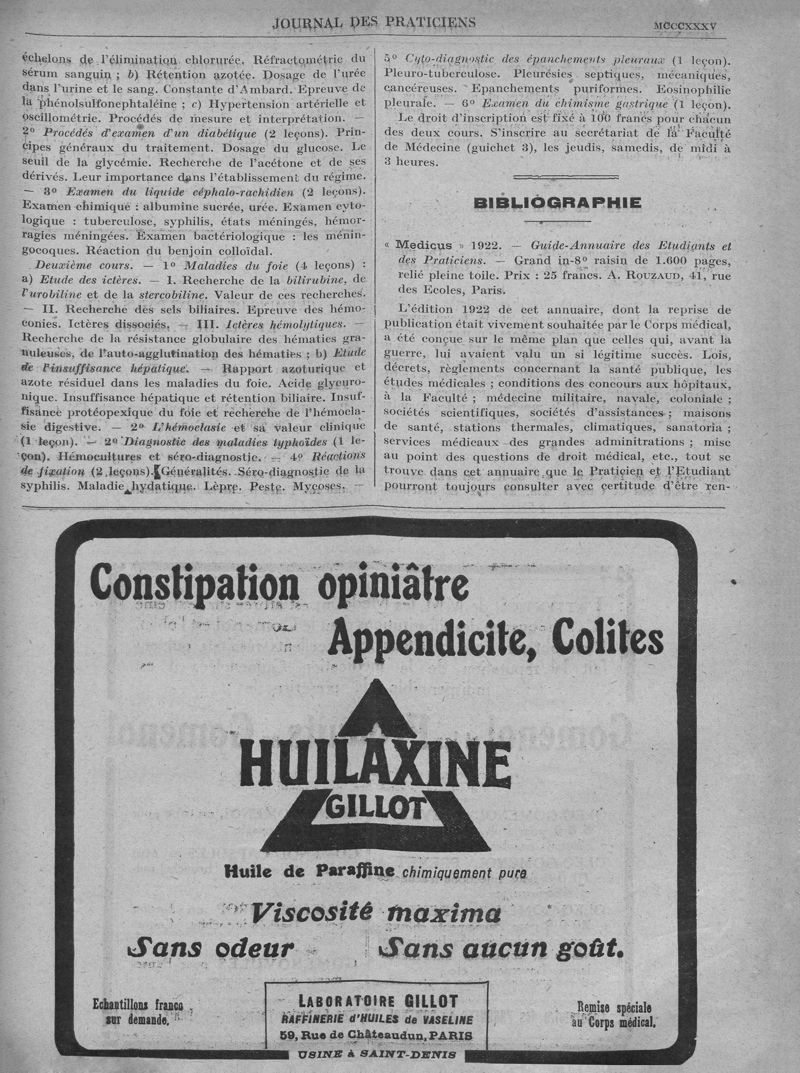 JOURNAL DES PRATICIENS
MCCCXXXV
échelons de l'élimination chlorurée. Réfractométrie du
sérum sanguin ; b) Rétention azotée. Dosage de l'urée
dans l'urine et le sang. Constante d'Ambard. Epreuve de
la phénolsulfonephtaléine ; c) Hypertension artérielle et
oscillométrie. Procédés de mesure et interprétation. —
2° Procédés d'examen d'un diabétique (2 leçons). Prin-
cipes généraux du traitement. Dosage du glucose. Le
seuil de la glycémie. Recherche de l'acétone et de ses
dérivés. Leur importance dans l'établissement du régime.
— 3° Examen du liquide céphalo-rachidien (2 leçons).
Examen chimique : albumine sucrée, urée. Examen cyto-
logique : tuberculose, syphilis, états méningés, hémor-
ragies méningées. Examen bactériologique : les ménin-
gocoques. Réaction du benjoin colloïdal.
Deuxième cours. — 1° Maladies du foie (4 leçons) :
a) Etude des ictères. — I. Recherche de la bilirubine, de
l'urobiline et de la stercobiline. Valeur de ces recherches.
— II. Recherche des sels biliaires. Epreuve des hémo-
conies. Ictères dissociés, — III. Ictères hémolytiques. —
Recherche de la résistance globulaire des hématies gra-
nuleuses, de l'auto-agglutination des hématies ; b) Etude
de l'insuffisance hépatique. — Rapport azoturique et
azote résiduel dans les maladies du foie. Acide glycuro-
nique. Insuffisance hépatique et rétention biliaire. Insuf-
fisance protéopexique du foie et recherche de l'hémocla-
sie digestive. — 2° L'hémoclasie et sa valeur clinique
(1 leçon). — 2° Diagnostic des maladies typhoïdes (1 le-
çon). Hémocultures et séro-diagnostic. — 4° Réactions
de fixation (2 leçons). Généralités. Séro-diagnostic de la
syphilis. Maladie hydatique. Lèpre. Peste. Mycoses. —
5° Cyto-diagnostic des épanchements pleuraux (1 leçon).
Pleuro-tuberculose. Pleurésies septiques, mécaniques,
cancéreuses. Epanchements puriformes. Eosinophilie
pleurale. — 6° Examen du chimisme gastrique (1 leçon).
Le droit d'inscription est fixé à 100 francs pour chacun
des deux cours. S'inscrire au secrétariat de la Faculté
de Médecine (guichet 3), les jeudis, samedis, de midi à
3 heures.
BIBLIOGRAPHIE
« Medicus » 1922. — Guide-Annuaire des Etudiants et
des Praticiens. — Grand in-8° raisin de 1.600 pages,
relié pleine toile. Prix : 25 francs. A. ROUZAUD, 41, rue
des Ecoles, Paris.
L'édition 1922 de cet annuaire, dont la reprise de
publication était vivement souhaitée par le Corps médical,
a été conçue sur le même plan que celles qui, avant la
guerre, lui avaient valu un si légitime succès. Lois,
décrets, règlements concernant la santé publique, les
études médicales ; conditions des concours aux hôpitaux,
à la Faculté ; médecine militaire, navale, coloniale ;
sociétés scientifiques, sociétés d'assistances ; maisons
de santé, stations thermales, climatiques, sanatoria ;
services médicaux des grandes adminitrations ; mise
au point des questions de droit médical, etc., tout se
trouve dans cet annuaire que le Praticien et l'Etudiant
pourront toujours consulter avec certitude d'être ren-
Constipation opiniâtre
Appendicite, Colites
HUILAXINE
GILLOT
Huile de Paraffine chimiquement pure
Viscosité maxima
Sans odeur Sans aucun goût.
Echantillons franco
sur demande.
LABORATOIRE GILLOT
RAFFINERIE d'HUILES de VASELINE
59, Rue de Châteaudun, PARIS
USINE à SAINT-DENIS
Remise spéciale
au Corps médical.